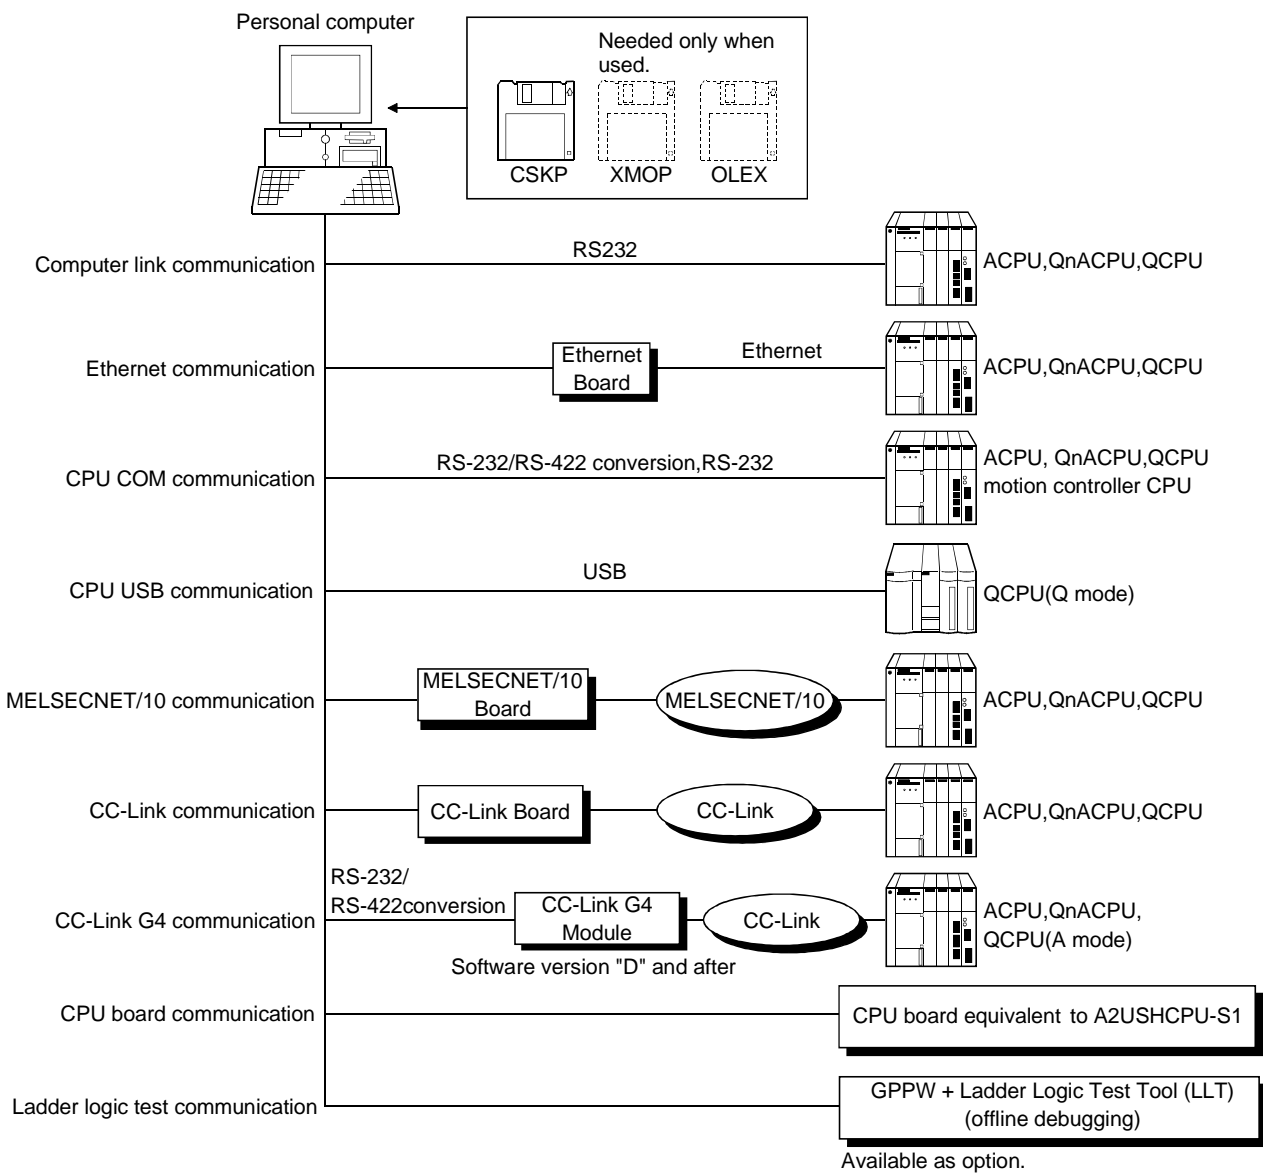 Personal computer
Needed only when
used.
CSKP
XMOP
OLEX
Computer link communication
RS232
ACPU,QnACPU,QCPU
Ethernet communication
Ethernet
Board
Ethernet
ACPU,QnACPU,QCPU
CPU COM communication
RS-232/RS-422 conversion,RS-232
ACPU, QnACPU,QCPU
motion controller CPU
CPU USB communication
USB
QCPU(Q mode)
MELSECNET/10 communication
MELSECNET/10
Board
MELSECNET/10
ACPU,QnACPU,QCPU
CC-Link communication
CC-Link Board
CC-Link
ACPU,QnACPU,QCPU
CC-Link G4 communication
RS-232/
RS-422conversion
CC-Link G4
Module
Software version "D" and after
CC-Link
ACPU,QnACPU,
QCPU(A mode)
CPU board communication
CPU board equivalent to A2USHCPU-S1
Ladder logic test communication
GPPW + Ladder Logic Test Tool (LLT)
(offline debugging)
Available as option.